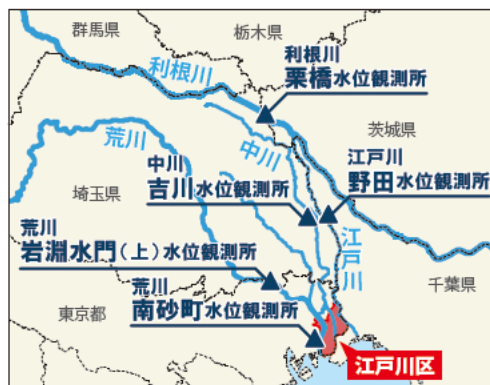 群馬県
栃木県
利根川
栗橋水位観測所
利根川
荒川
茨城県
中川
中川
吉川水位観測所
江戸川
野田水位観測所
埼玉県
荒川
岩淵水門(上)水位観測所
江戸川
千葉県
荒川
南砂町水位観測所
東京都
江戸川区